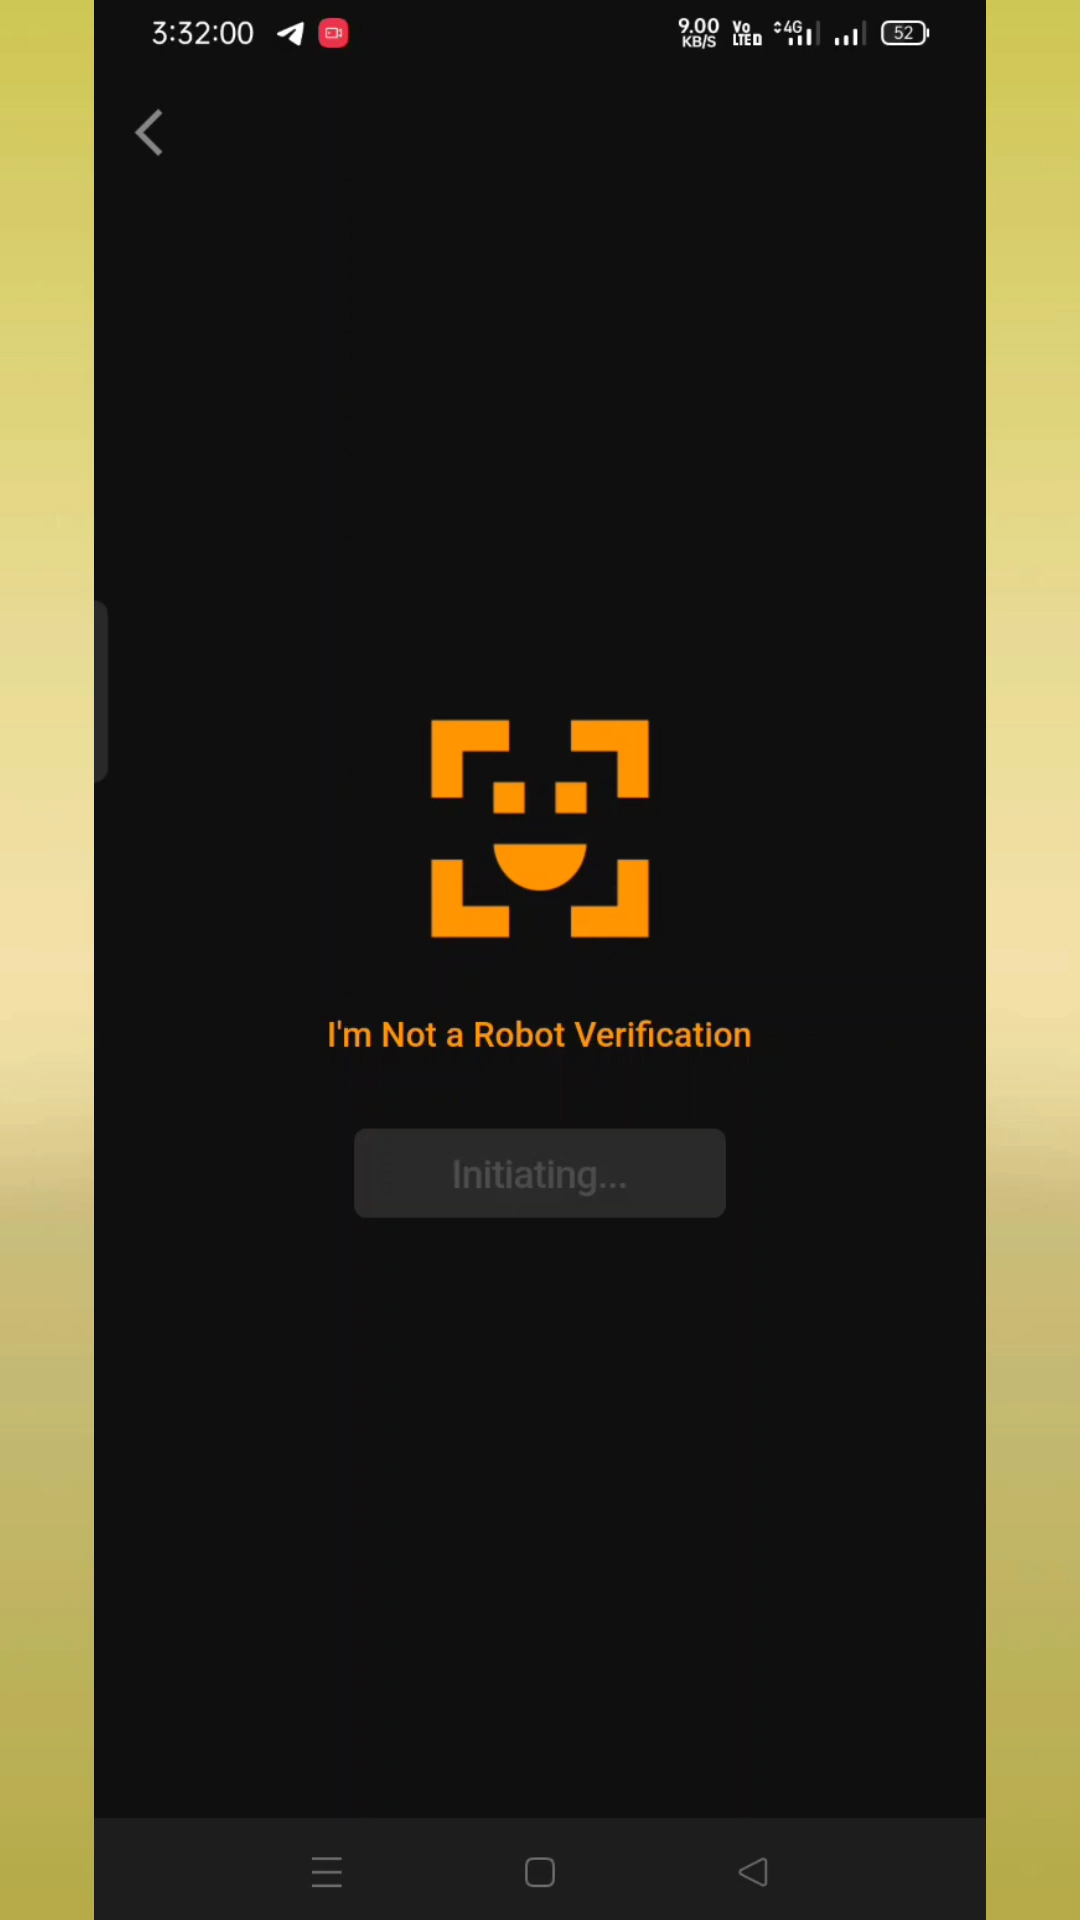 3:32:00
9.00
KB/S
Vo
LTE D
4G
52
I'm Not a Robot Verification
Initiating...